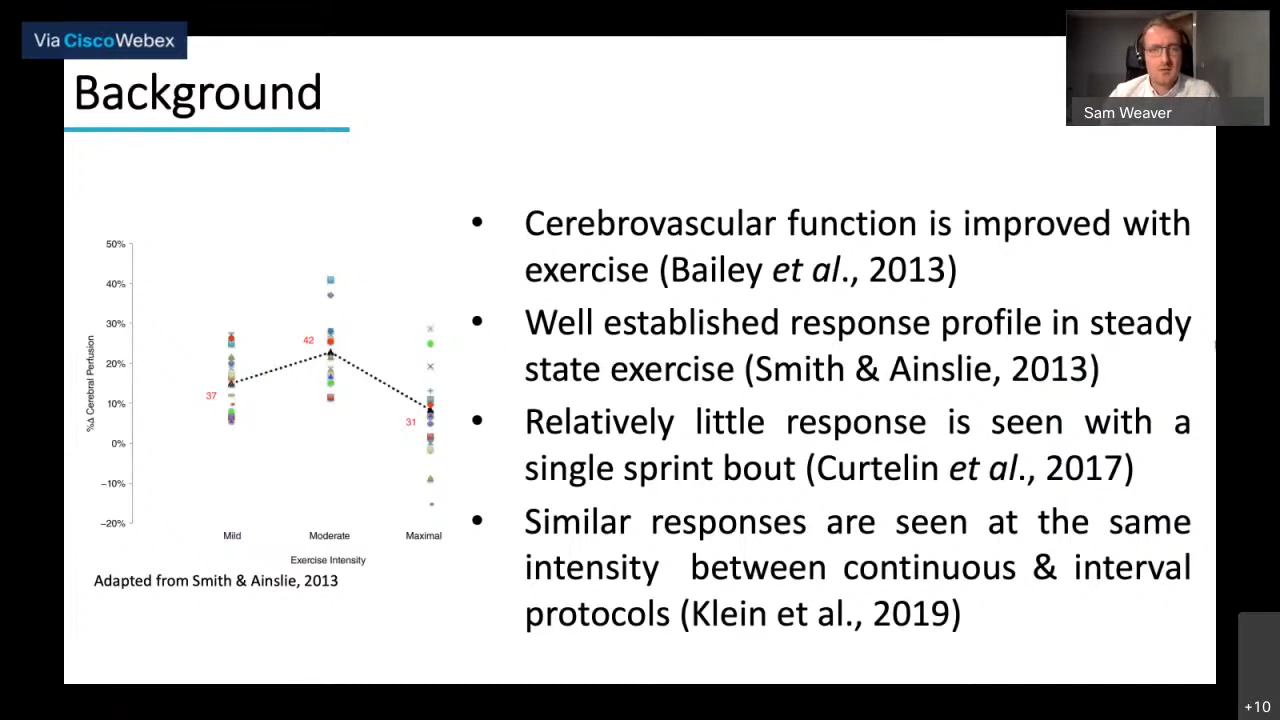 Via CiscoWebex
Sam Weaver
Background
50%
40%
30%
20%
10%
0%
−10%
−20%
%Δ Cerebral Perfusion
37
42
31
Mild
Moderate
Maximal
Exercise Intensity
Adapted from Smith & Ainslie, 2013
• Cerebrovascular function is improved with
exercise (Bailey et al., 2013)
• Well established response profile in steady
state exercise (Smith & Ainslie, 2013)
• Relatively little response is seen with a
single sprint bout (Curtelin et al., 2017)
• Similar responses are seen at the same
intensity between continuous & interval
protocols (Klein et al., 2019)
+10